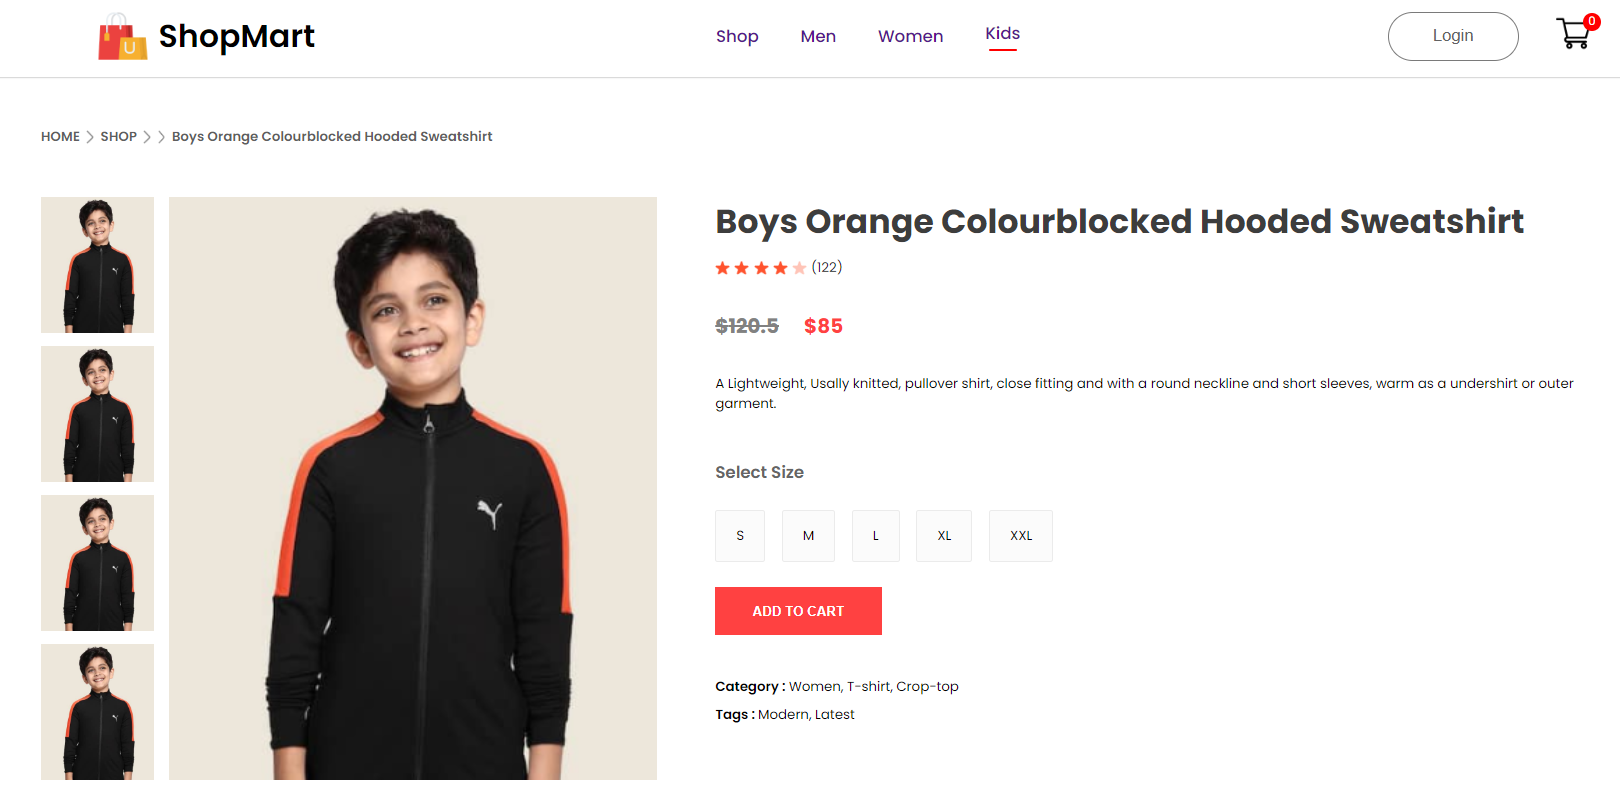 ShopMart
Shop Men Women Kids
Login
0
HOME SHOP Boys Orange Colourblocked Hooded Sweatshirt
Boys Orange Colourblocked Hooded Sweatshirt
(122)
$120.5 $85
A Lightweight, Usally knitted, pullover shirt, close fitting and with a round neckline and short sleeves, warm as a undershirt or outer
garment.
Select Size
S M L XL XXL
ADD TO CART
Category : Women, T-shirt, Crop-top
Tags : Modern, Latest